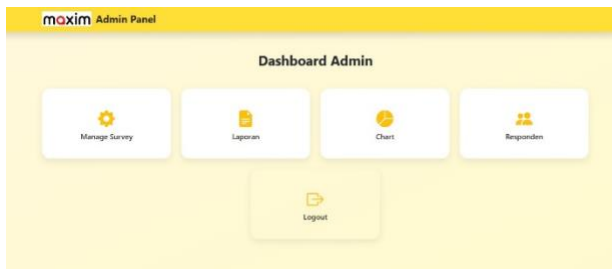 maxim Admin Panel
Dashboard Admin
Manage Survey
Laporan
Chart
Responden
Logout